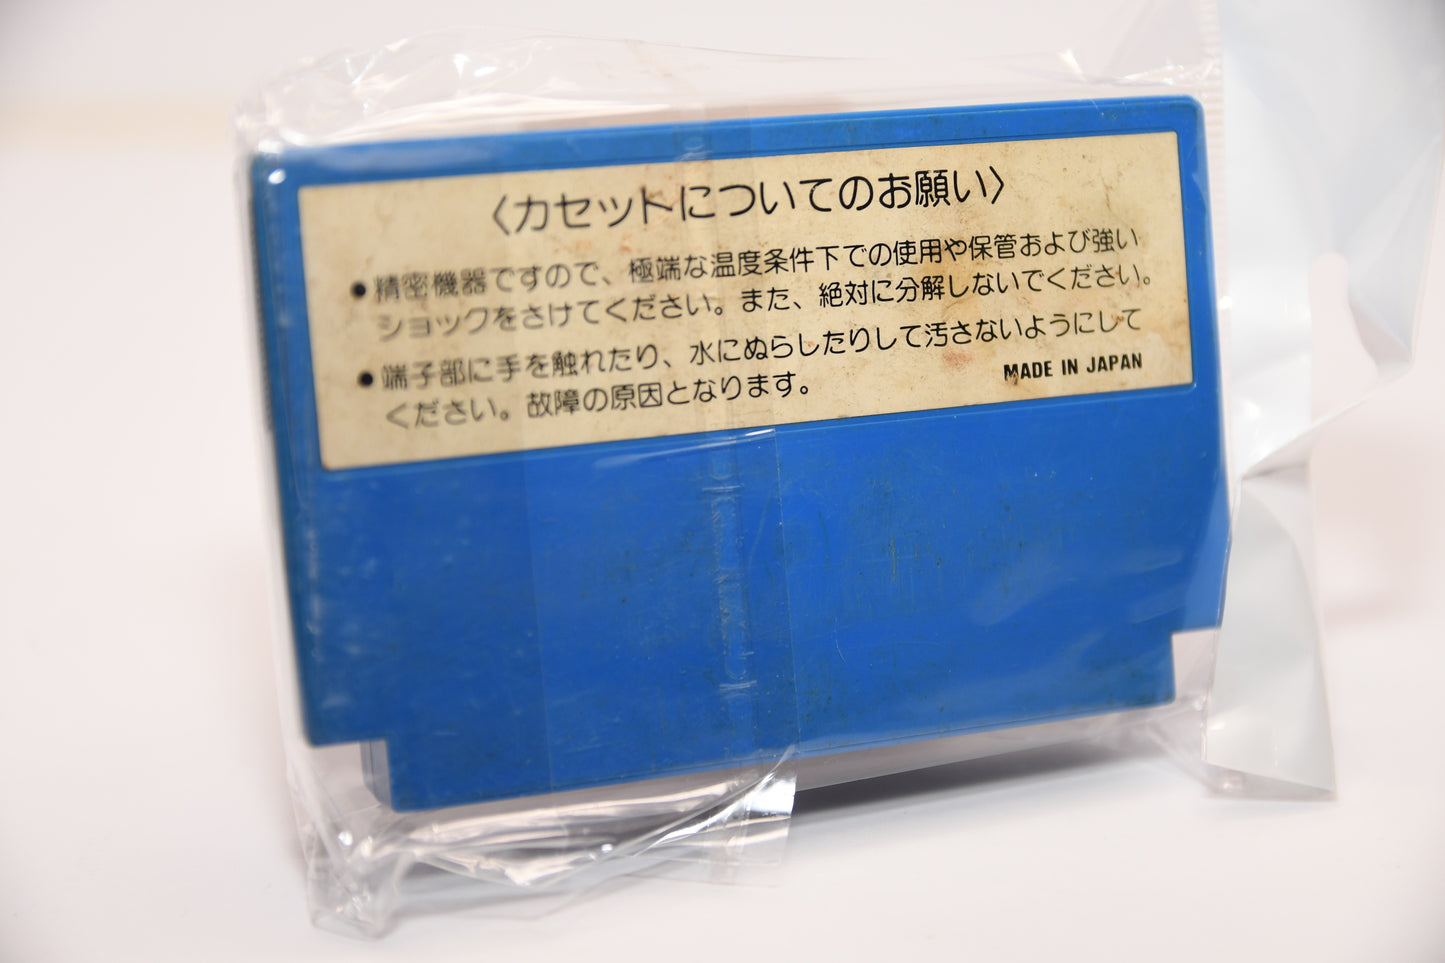 〈カセットについてのお願い〉
●精密機器ですので、極端な温度条件下での使用や保管および強い
ショックをさけてください。また、絶対に分解しないでください。
●端子部に手を触れたり、水にぬらしたりして汚さないようにして
ください。故障の原因となります。
MADE IN JAPAN